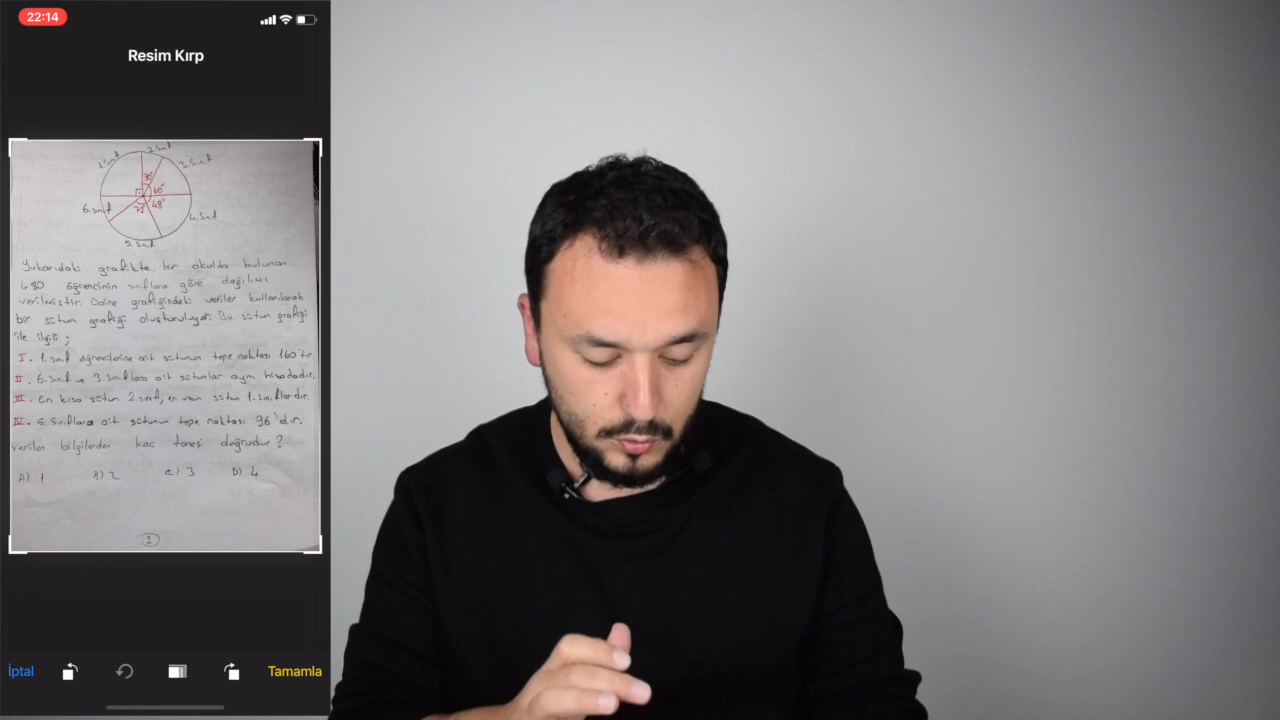 22:14
Resim Kırp
1.sınıf
2.sınıf
3.sınıf
30°
60°
48°
72°
6.sınıf
4.sınıf
5.sınıf
Yukarıdaki grafikte, bir okulda bulunan
480 öğrencinin sınıflara göre dağılımı
verilmiştir. Daire grafiğindeki veriler kullanılarak
bir sütun grafiği oluşturuluyor. Bu sütun grafiği
ile ilgili;
I. 1.sınıf öğrencilerine ait sütunun tepe noktası 160'tır.
II. 6.sınıf ve 3.sınıflara ait sütunlar aynı hizadadır.
III. En kısa sütun 2.sınıf, en uzun sütun 1.sınıflarıdır.
IV. 5.sınıflara ait sütunun tepe noktası 96'dır.
verilen bilgilerden kaç tanesi doğrudur?
A) 1 B) 2 C) 3 D) 4
2
İptal
Tamamla